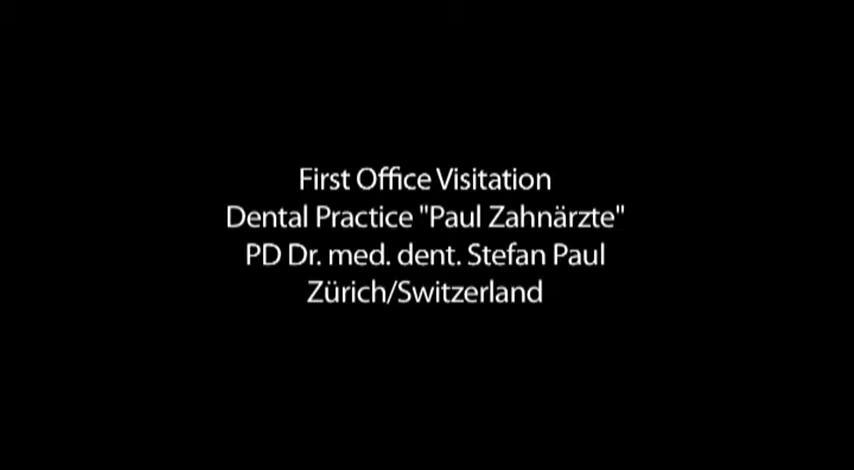 First Office Visitation
Dental Practice "Paul Zahnärzte"
PD Dr. med. dent. Stefan Paul
Zürich/Switzerland